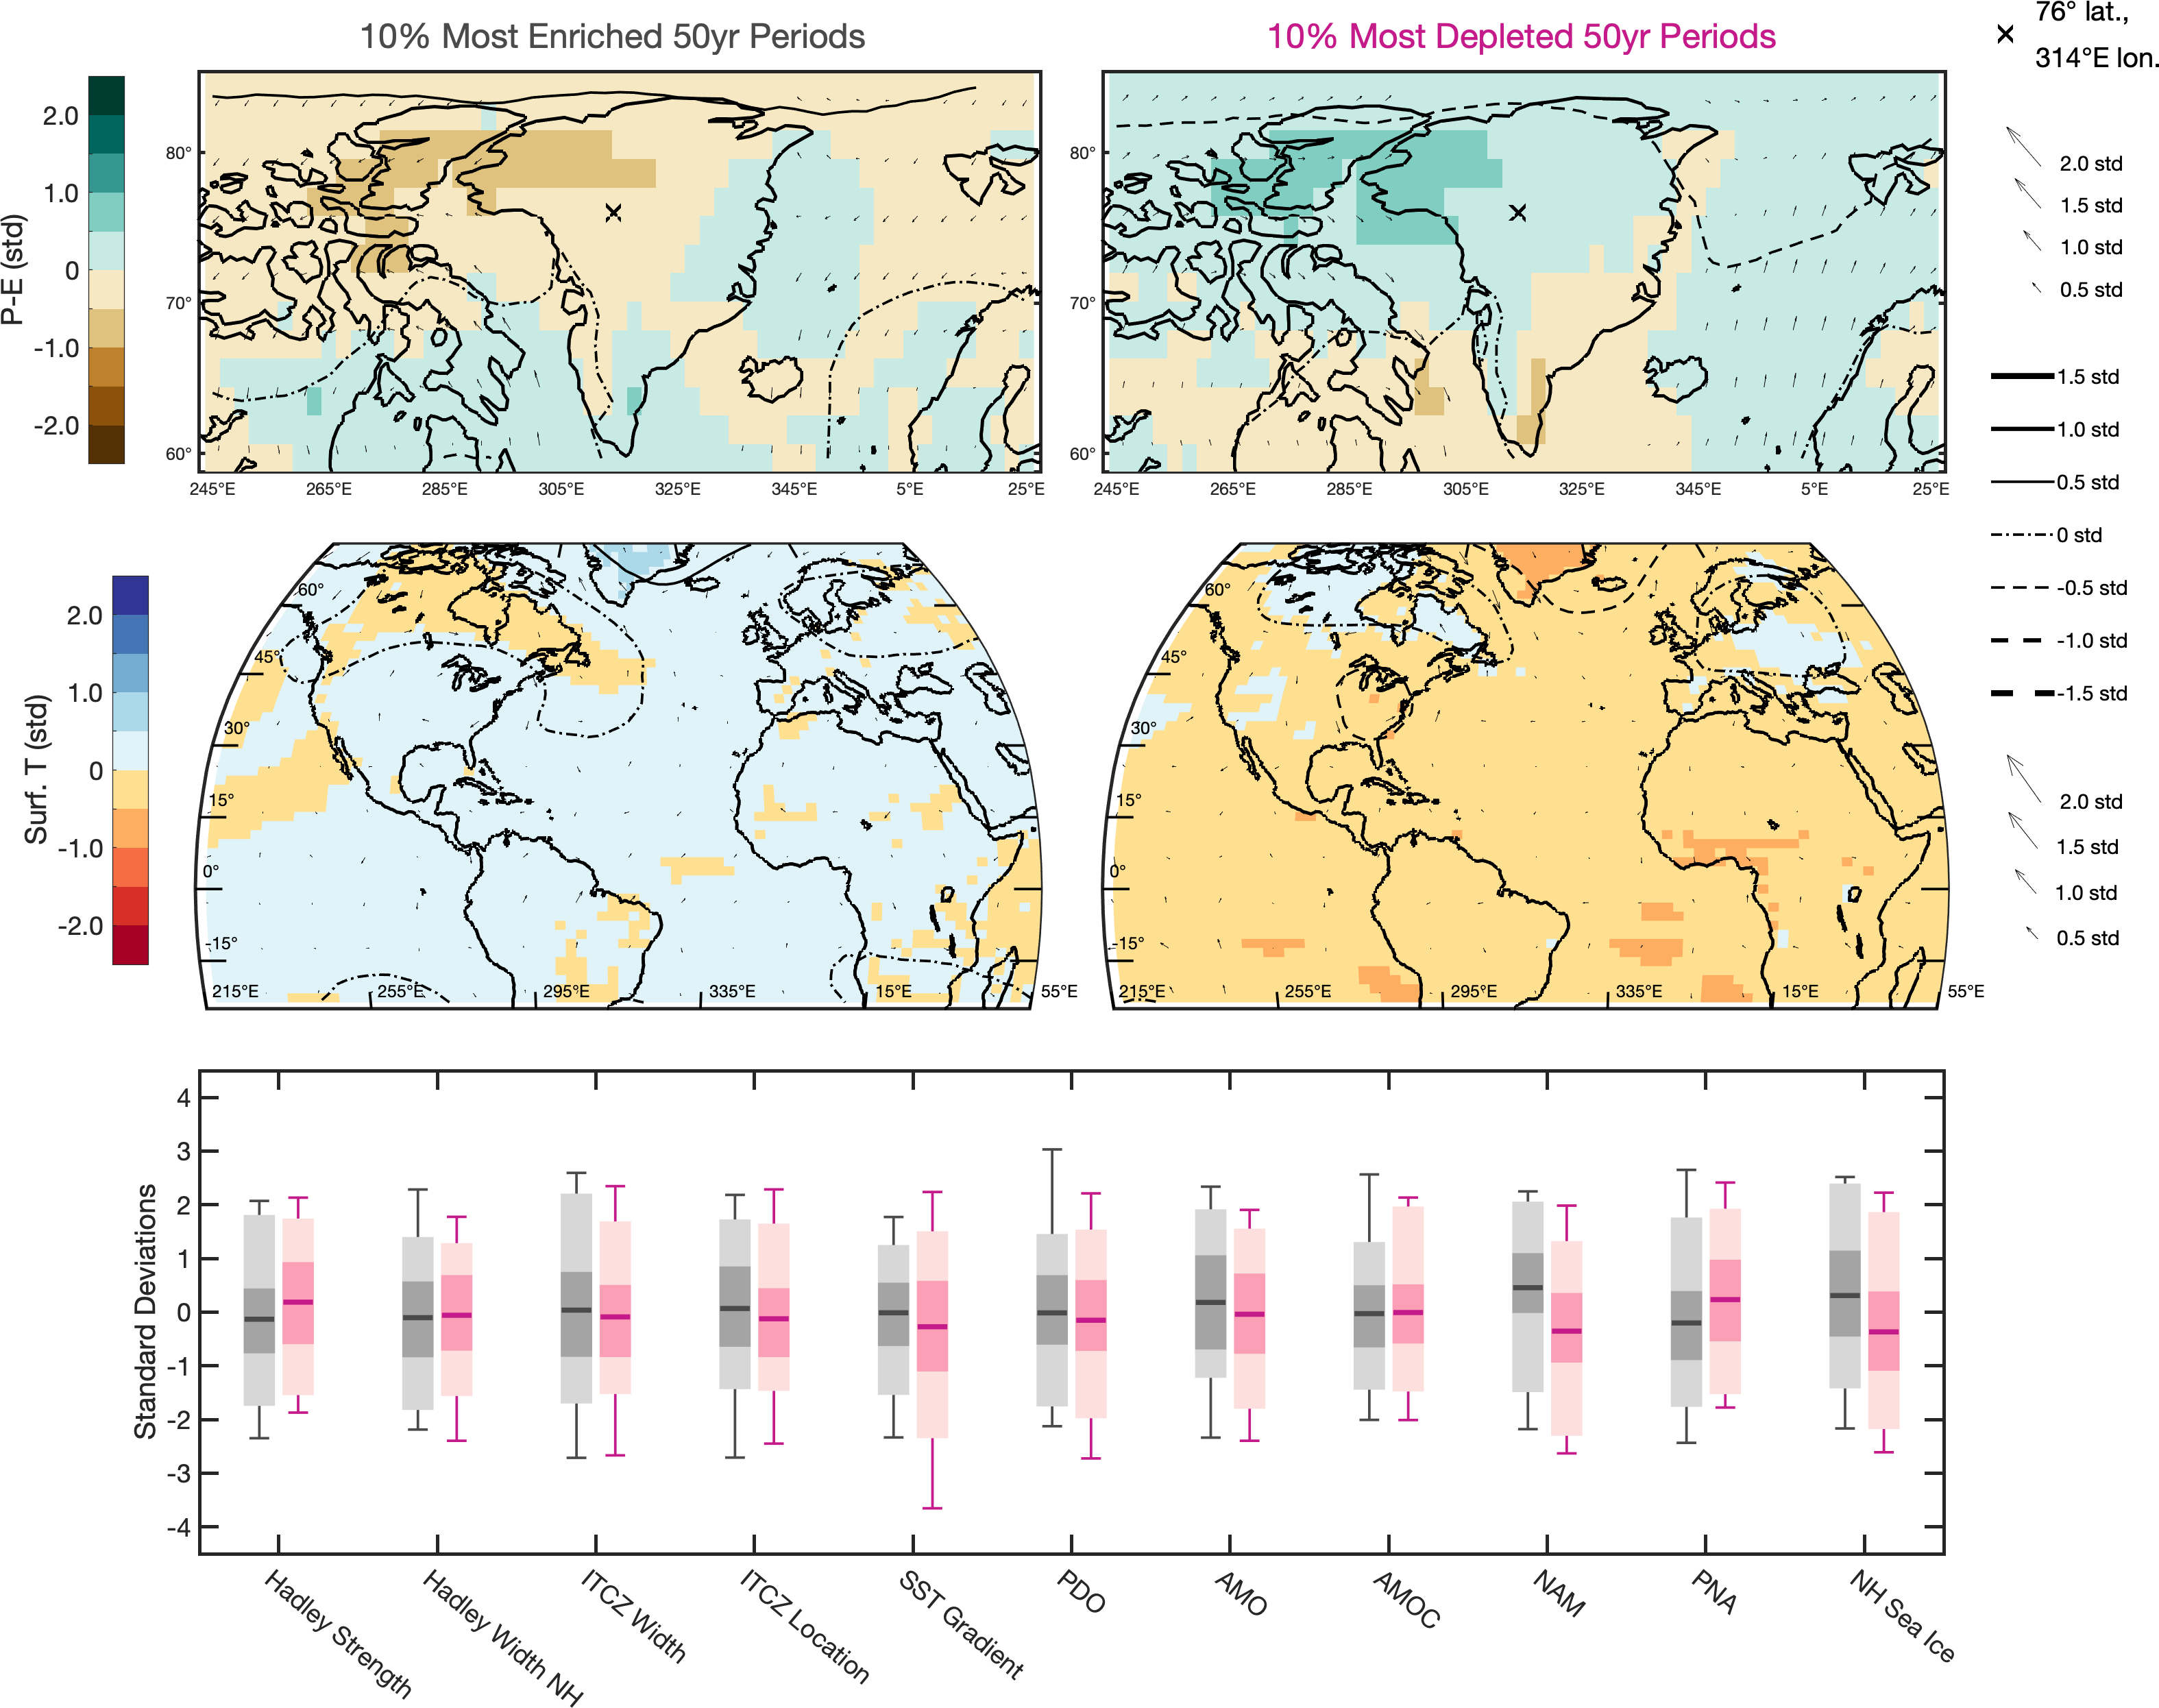 10% Most Enriched 50yr Periods
10% Most Depleted 50yr Periods
76° lat.,
314°E lon.
P-E (std)
2.0
1.0
0
-1.0
-2.0
80°
70°
60°
245°E 265°E 285°E 305°E 325°E 345°E 5°E 25°E
80°
70°
60°
245°E 265°E 285°E 305°E 325°E 345°E 5°E 25°E
2.0 std
1.5 std
1.0 std
0.5 std
1.5 std
1.0 std
0.5 std
0 std
-0.5 std
-1.0 std
-1.5 std
2.0 std
1.5 std
1.0 std
0.5 std
Surf. T (std)
2.0
1.0
0
-1.0
-2.0
60°
45°
30°
15°
0°
-15°
215°E 255°E 295°E 335°E 15°E 55°E
60°
45°
30°
15°
0°
-15°
215°E 255°E 295°E 335°E 15°E 55°E
Standard Deviations
4
3
2
1
0
-1
-2
-3
-4
Hadley Strength
Hadley Width NH
ITCZ Width
ITCZ Location
SST Gradient
PDO
AMO
AMOC
NAM
PNA
NH Sea Ice